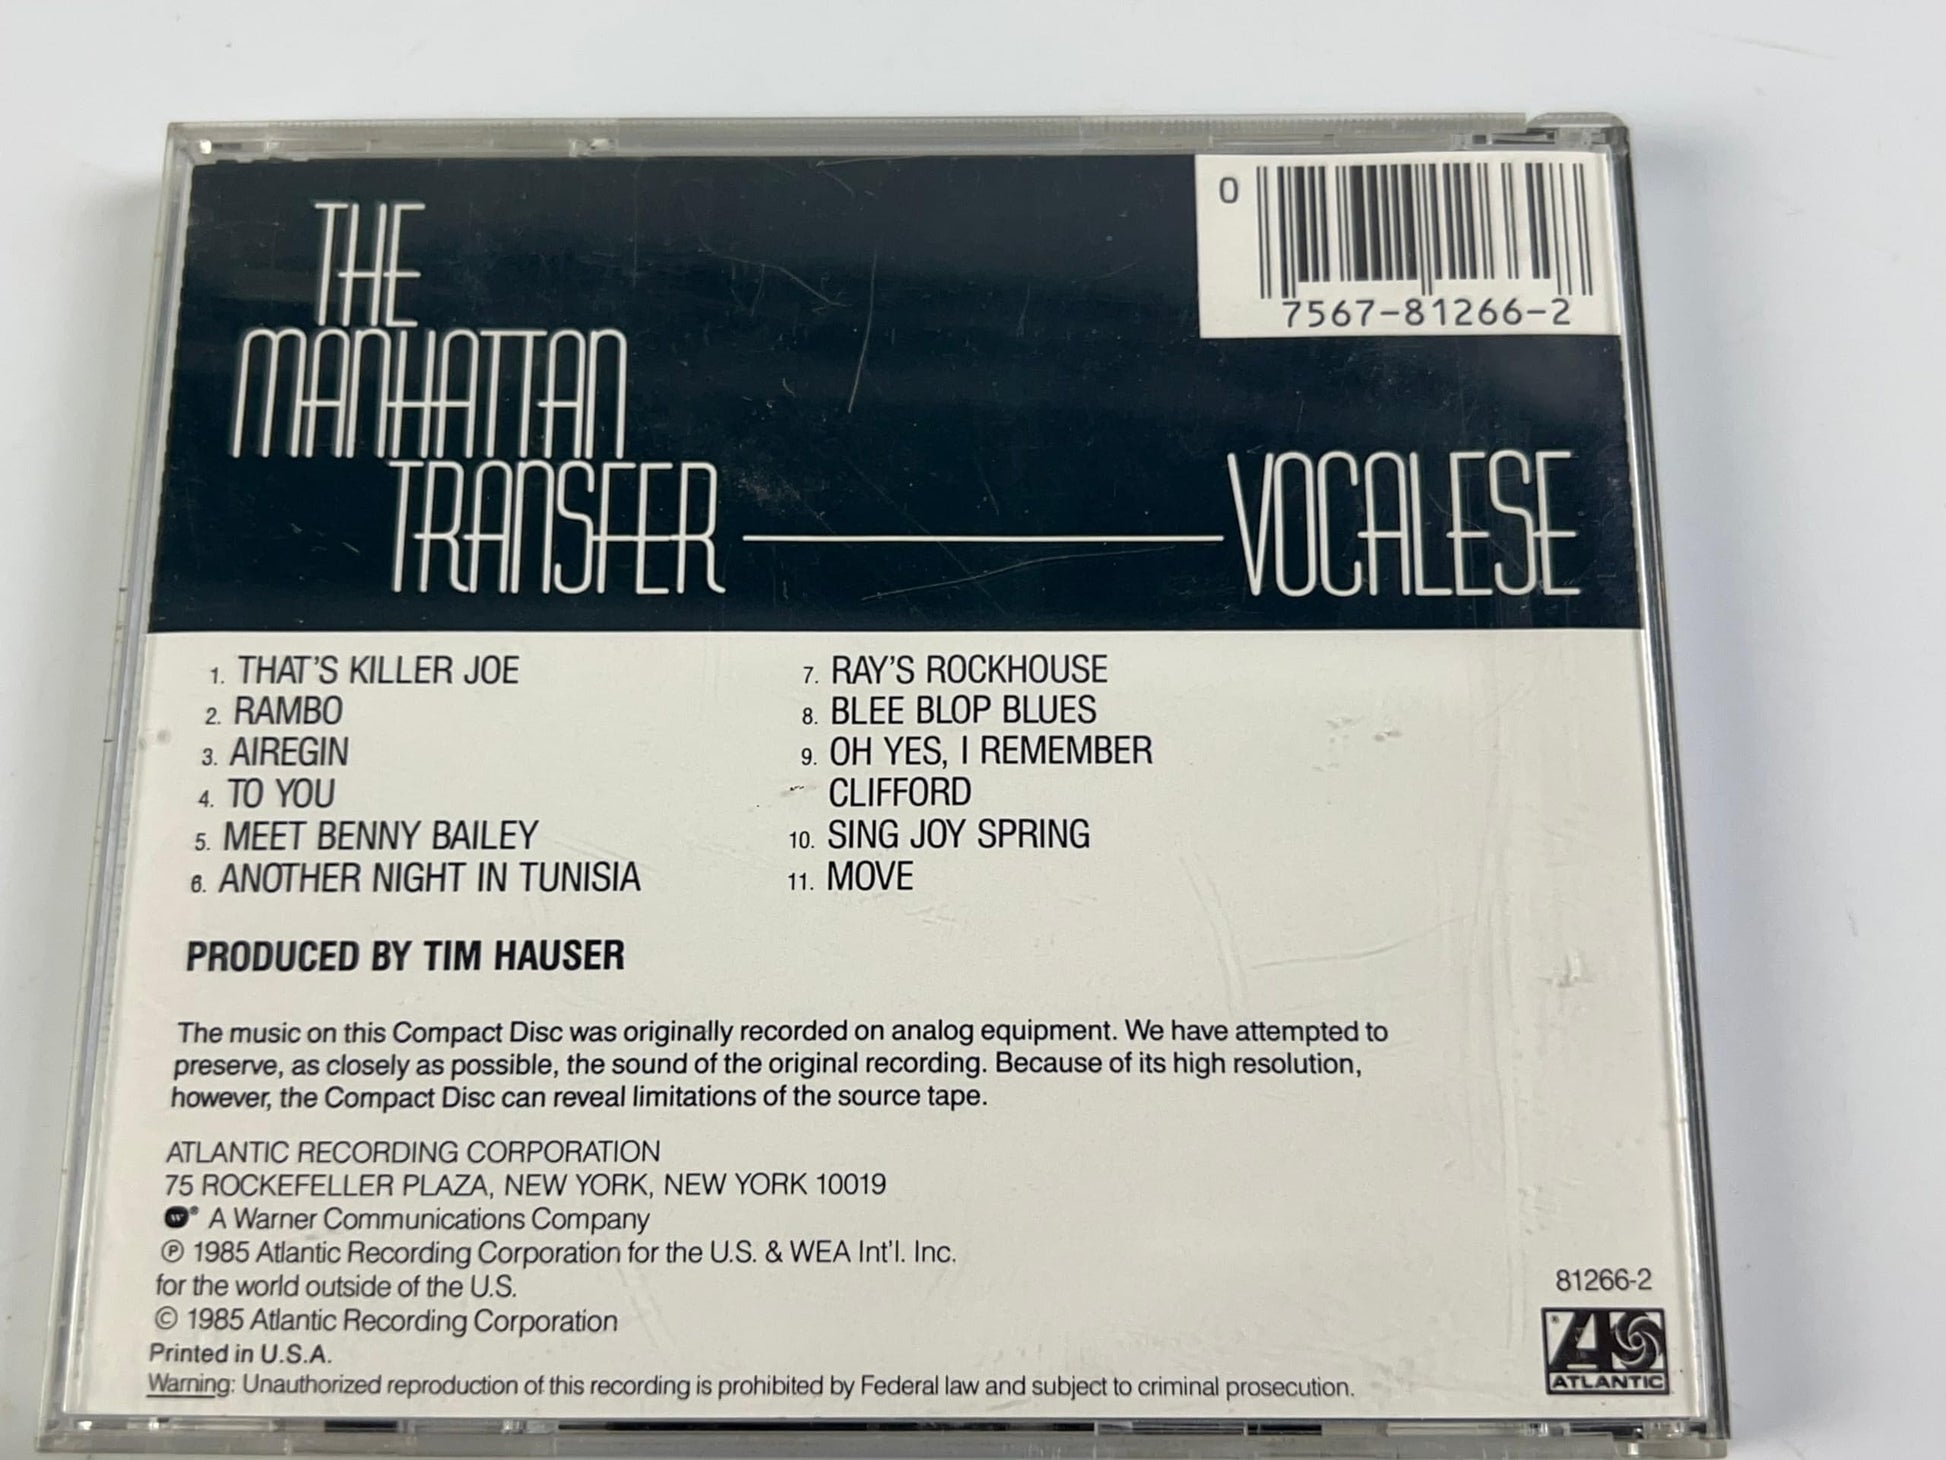 THE
MANHATTAN
TRANSFER
VOCALESE
0
7567-81266-2
1. THAT'S KILLER JOE
2. RAMBO
3. AIREGIN
4. TO YOU
5. MEET BENNY BAILEY
6. ANOTHER NIGHT IN TUNISIA
7. RAY'S ROCKHOUSE
8. BLEE BLOP BLUES
9. OH YES, I REMEMBER
CLIFFORD
10. SING JOY SPRING
11. MOVE
PRODUCED BY TIM HAUSER
The music on this Compact Disc was originally recorded on analog equipment. We have attempted to
preserve, as closely as possible, the sound of the original recording. Because of its high resolution,
however, the Compact Disc can reveal limitations of the source tape.
ATLANTIC RECORDING CORPORATION
75 ROCKEFELLER PLAZA, NEW YORK, NEW YORK 10019
® A Warner Communications Company
℗ 1985 Atlantic Recording Corporation for the U.S. & WEA Int'l. Inc.
for the world outside of the U.S.
© 1985 Atlantic Recording Corporation
Printed in U.S.A.
Warning: Unauthorized reproduction of this recording is prohibited by Federal law and subject to criminal prosecution.
81266-2
® A
ATLANTIC